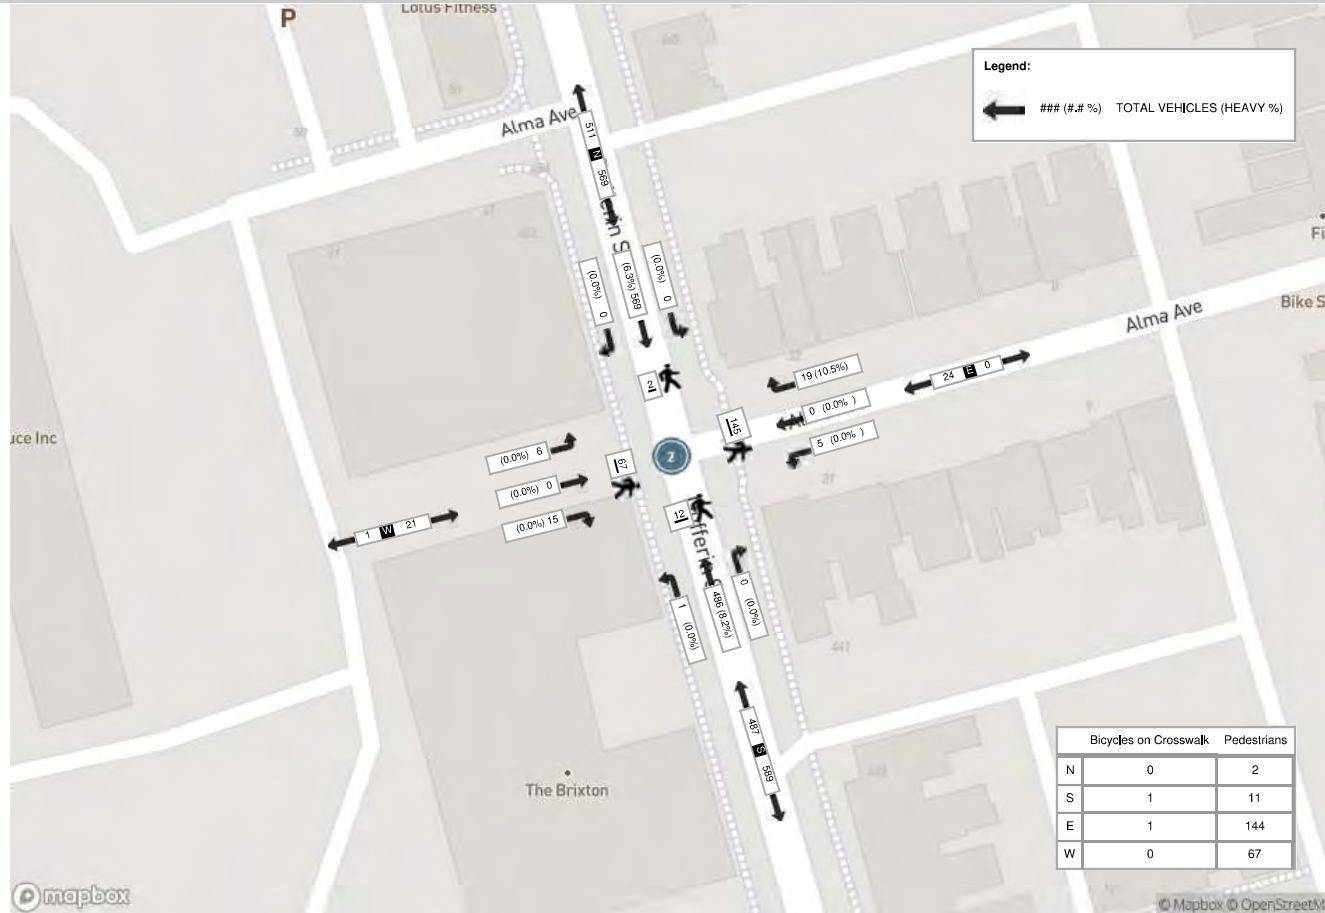 P
Lotus Fitness
Legend:
### (#.# %) TOTAL VEHICLES (HEAVY %)
Alma Ave
511 N 569
(0.0%) 0
(6.3%) 569
(0.0%) 0
Alma Ave
Bike S
Fi
19 (10.5%)
24 E 0
0 (0.0% )
5 (0.0% )
2
145
uce Inc
(0.0%) 6
67
2
(0.0%) 0
(0.0%) 15
12
1 W 21
1 (0.0%)
486 (8.2%)
0 (0.0%)
441
487 S 589
The Brixton
Bicycles on Crosswalk Pedestrians
N 0 2
S 1 11
E 1 144
W 0 67
mapbox
© Mapbox © OpenStreetM